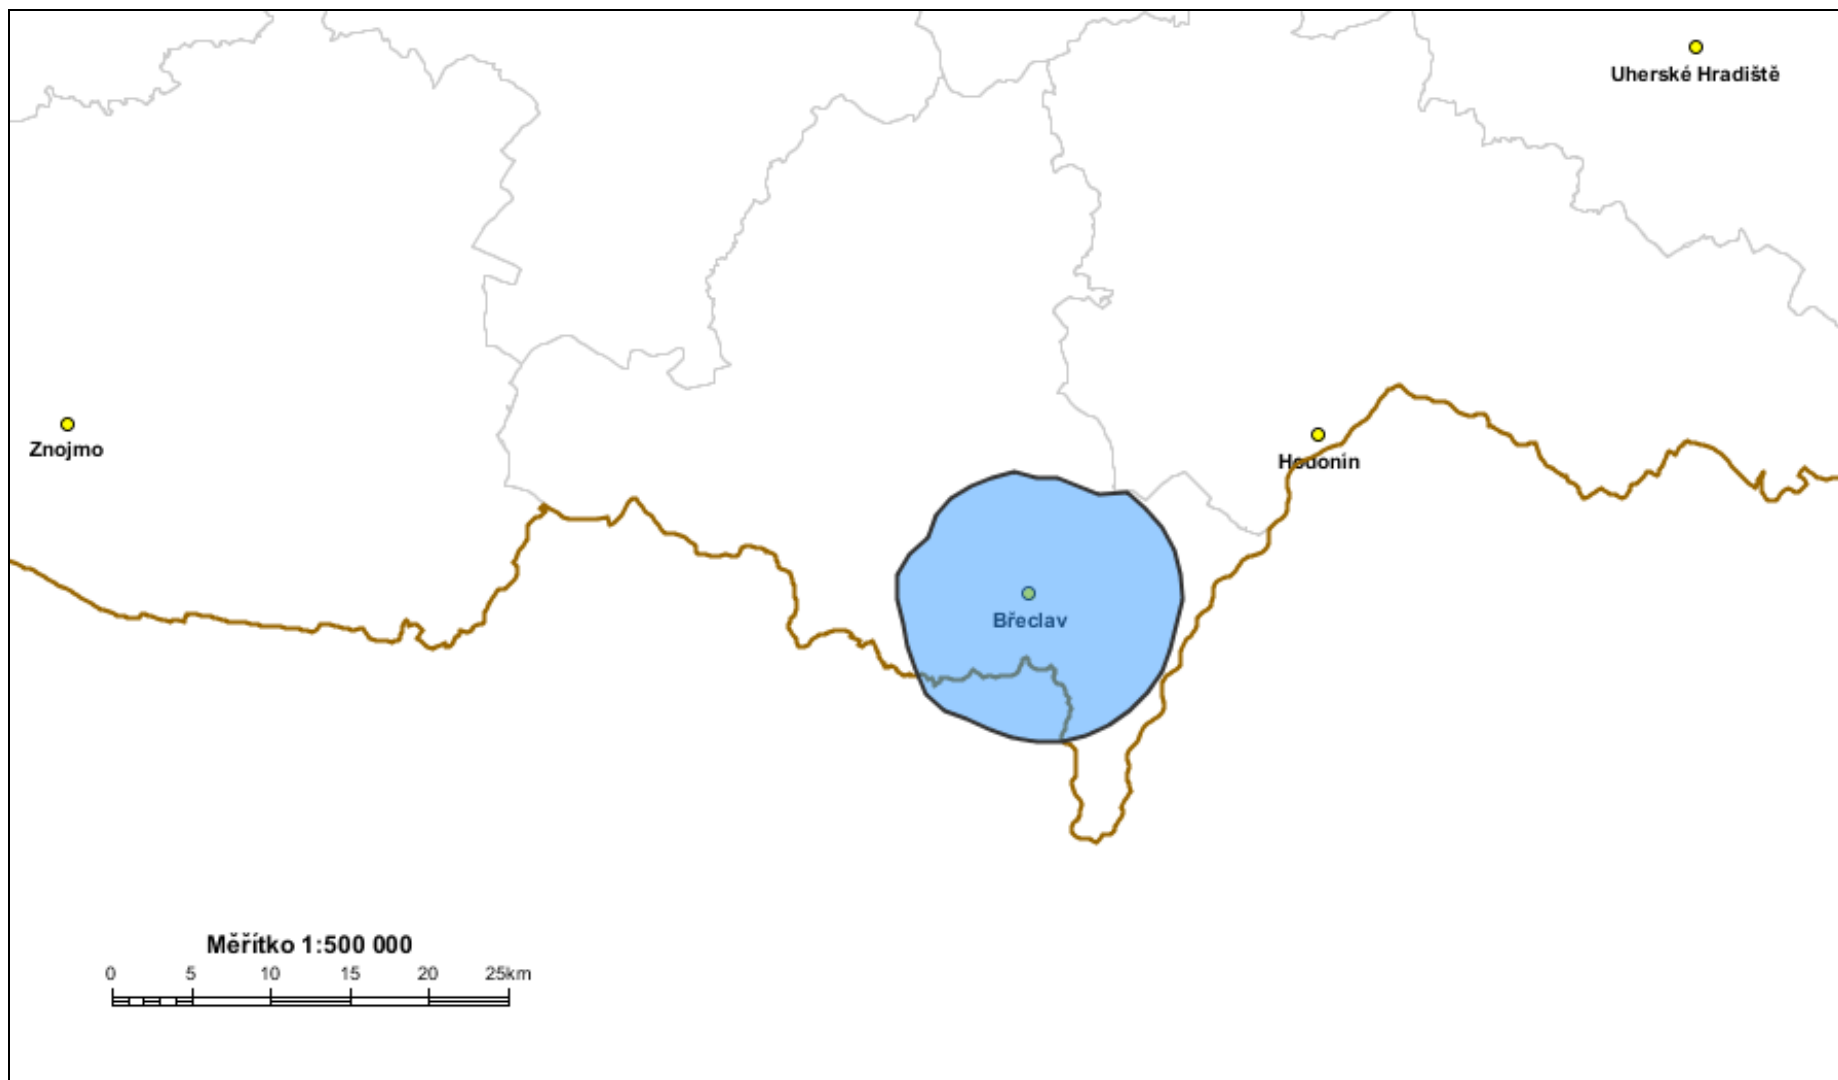 Uherské Hradiště
Znojmo
Hodonín
Břeclav
Měřítko 1:500 000
0 5 10 15 20 25km